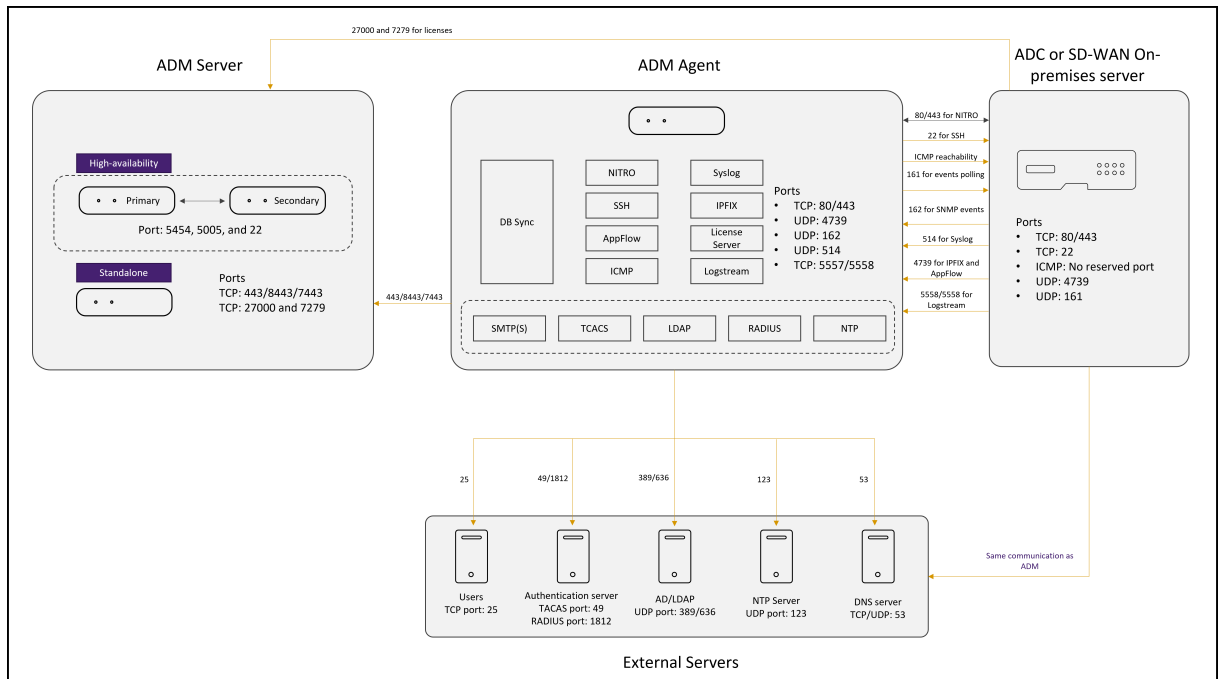 27000 and 7279 for licenses
ADM Server
ADM Agent
ADC or SD-WAN On-
premises server
High-availability
Primary
Secondary
Port: 5454, 5005, and 22
Standalone
Ports
TCP: 443/8443/7443
TCP: 27000 and 7279
443/8443/7443
DB Sync
NITRO
Syslog
SSH
IPFIX
AppFlow
License
Server
ICMP
Logstream
Ports
• TCP: 80/443
• UDP: 4739
• UDP: 162
• UDP: 514
• TCP: 5557/5558
SMTP(S)
TCACS
LDAP
RADIUS
NTP
80/443 for NITRO
22 for SSH
ICMP reachability
161 for events polling
162 for SNMP events
514 for Syslog
4739 for IPFIX and
AppFlow
5558/5558 for
Logstream
Ports
• TCP: 80/443
• TCP: 22
• ICMP: No reserved port
• UDP: 4739
• UDP: 161
25
49/1812
389/636
123
53
Users
TCP port: 25
Authentication server
TACAS port: 49
RADIUS port: 1812
AD/LDAP
UDP port: 389/636
NTP Server
UDP port: 123
DNS server
TCP/UDP: 53
Same communication as
ADM
External Servers